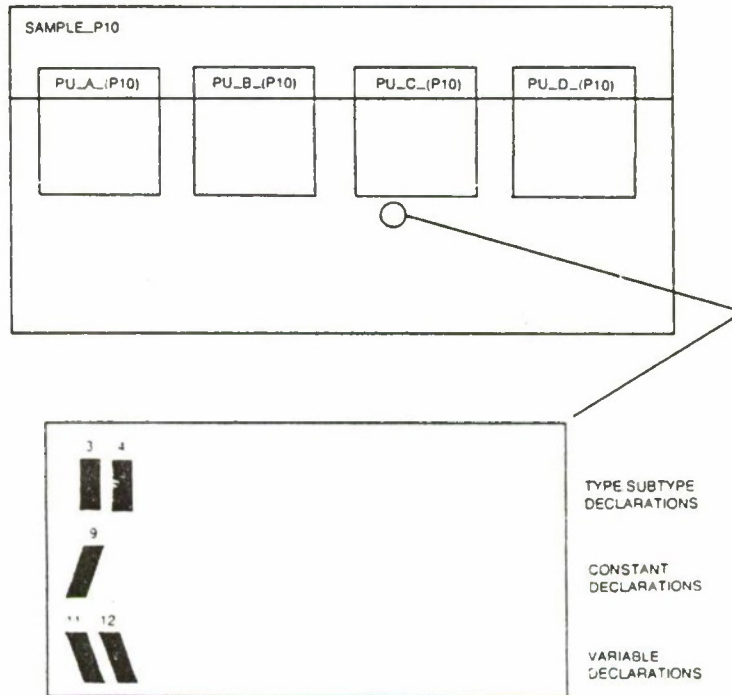 SAMPLE_P10
PU_A_(P10) PU_B_(P10) PU_C_(P10) PU_D_(P10)
3 4
TYPE SUBTYPE
DECLARATIONS
9
CONSTANT
DECLARATIONS
11 12
VARIABLE
DECLARATIONS